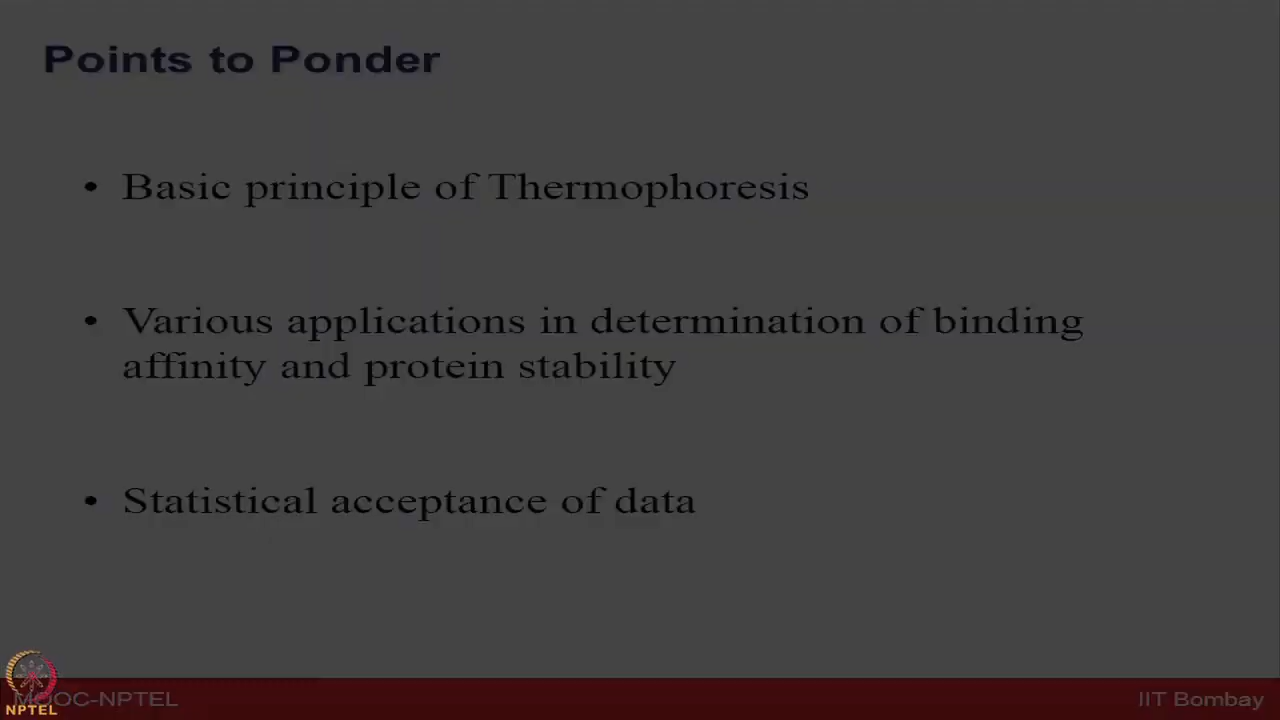 Points to Ponder
• Basic principle of Thermophoresis
• Various applications in determination of binding
affinity and protein stability
• Statistical acceptance of data
MOOC-NPTEL
NPTEL
IIT Bombay